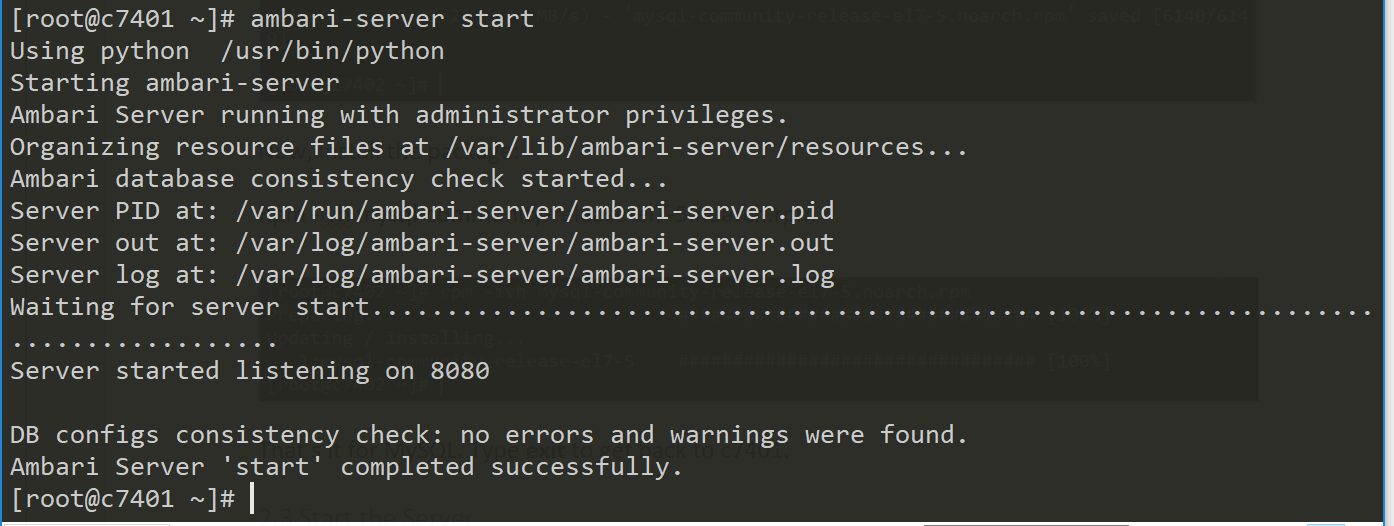 [root@c7401 ~]# ambari-server start
Using python  /usr/bin/python
Starting ambari-server
Ambari Server running with administrator privileges.
Organizing resource files at /var/lib/ambari-server/resources...
Ambari database consistency check started...
Server PID at: /var/run/ambari-server/ambari-server.pid
Server out at: /var/log/ambari-server/ambari-server.out
Server log at: /var/log/ambari-server/ambari-server.log
Waiting for server start...................................................................
..................
Server started listening on 8080
DB configs consistency check: no errors and warnings were found.
Ambari Server 'start' completed successfully.
[root@c7401 ~]#